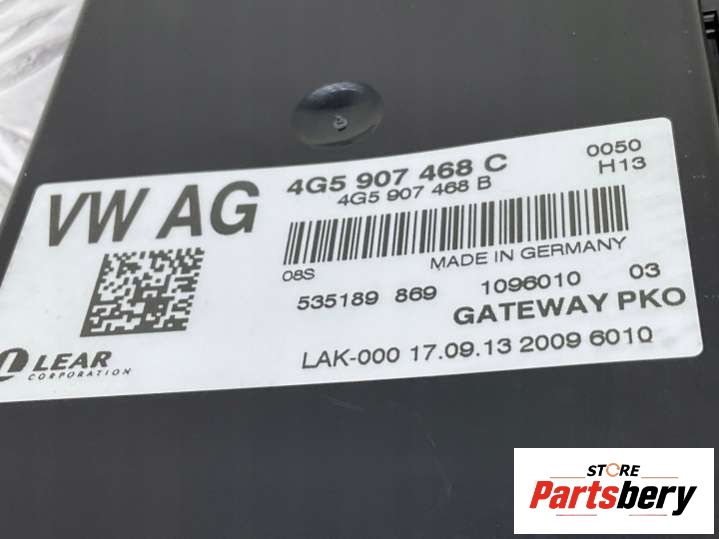 VW AG
4G5 907 468 C
4G5 907 468 B
0050
H13
08S
MADE IN GERMANY
535189 869
1096010
03
GATEWAY PKO
LEAR
CORPORATION
LAK-000 17.09.13 2009 6010
STORE
Partsbery